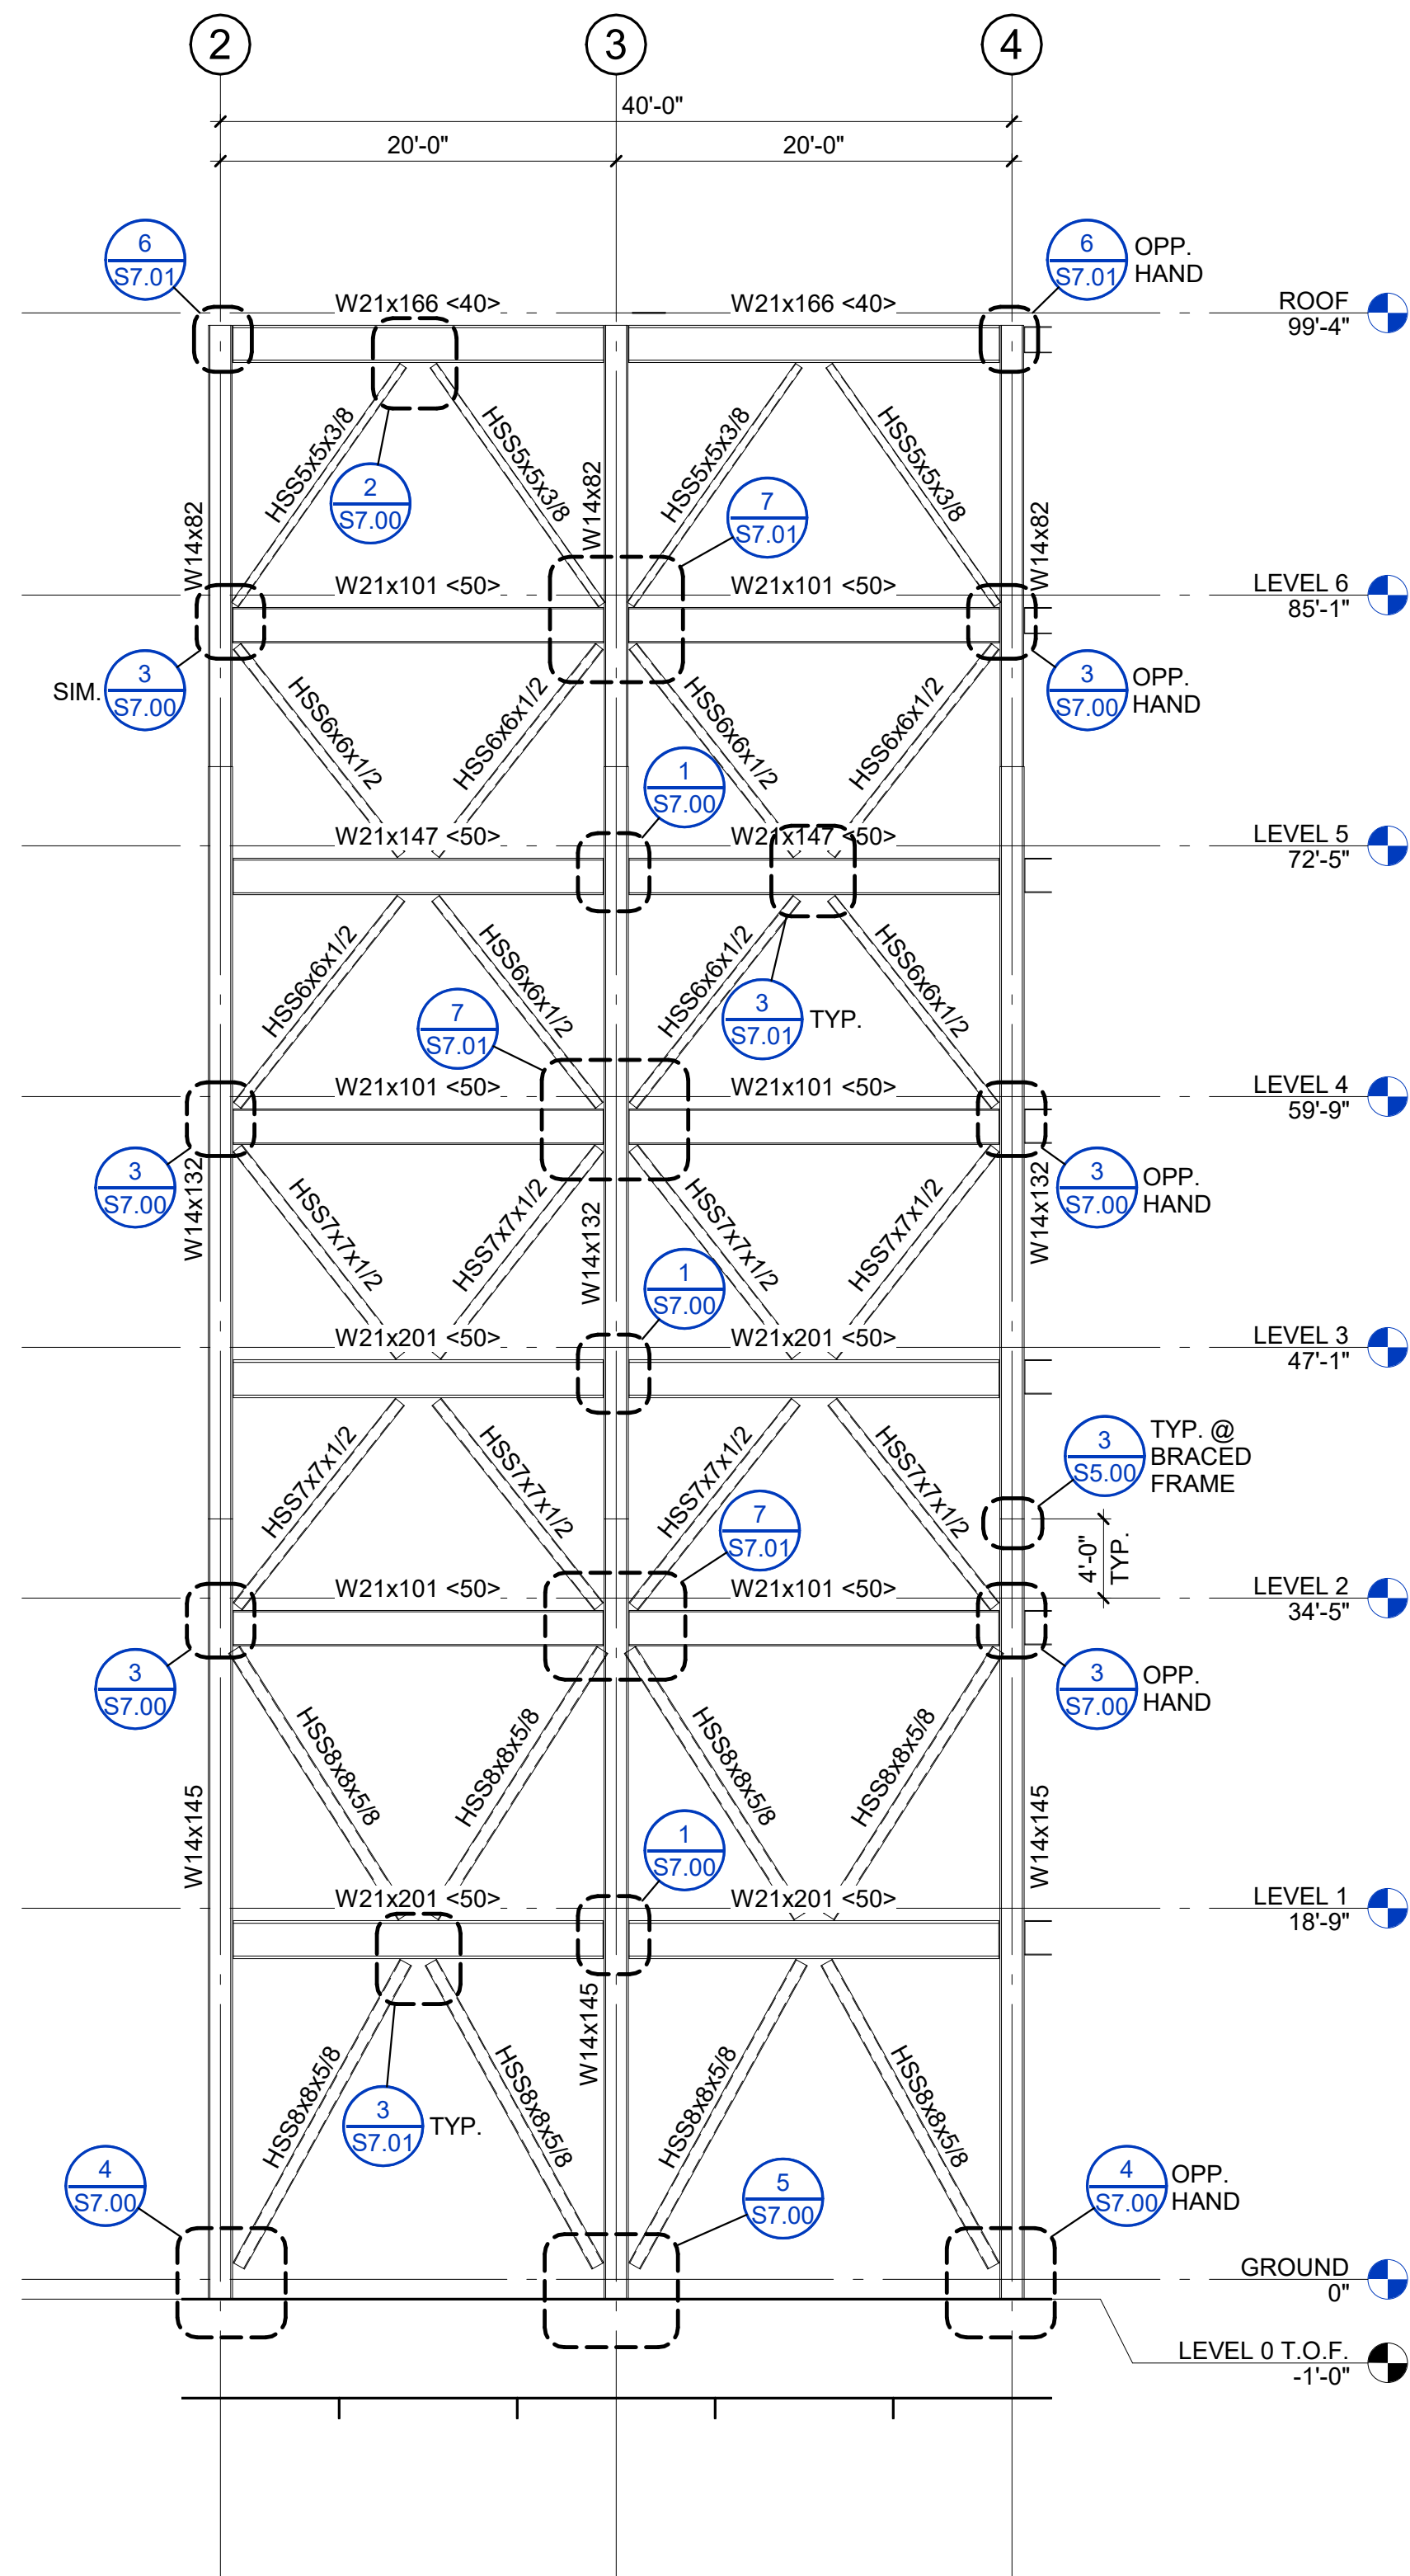 2
3
4
40'-0"
20'-0"
20'-0"
6
S7.01
6
S7.01
OPP.
HAND
W21x166 <40>
W21x166 <40>
ROOF
99'-4"
HSS5x5x3/8
HSS5x5x3/8
HSS5x5x3/8
HSS5x5x3/8
2
S7.00
7
S7.01
W14x82
W14x82
W14x82
W21x101 <50>
W21x101 <50>
LEVEL 6
85'-1"
SIM.
3
S7.00
3
S7.00
OPP.
HAND
HSS6x6x1/2
HSS6x6x1/2
HSS6x6x1/2
HSS6x6x1/2
1
S7.00
W21x147 <50>
W21x147 <50>
LEVEL 5
72'-5"
HSS6x6x1/2
HSS6x6x1/2
HSS6x6x1/2
HSS6x6x1/2
7
S7.01
3
S7.01
TYP.
W21x101 <50>
W21x101 <50>
LEVEL 4
59'-9"
3
S7.00
3
S7.00
OPP.
HAND
W14x132
W14x132
W14x132
HSS7x7x1/2
HSS7x7x1/2
HSS7x7x1/2
HSS7x7x1/2
1
S7.00
W21x201 <50>
W21x201 <50>
LEVEL 3
47'-1"
HSS7x7x1/2
HSS7x7x1/2
HSS7x7x1/2
HSS7x7x1/2
3
S5.00
TYP. @
BRACED
FRAME
7
S7.01
4'-0"
TYP.
W21x101 <50>
W21x101 <50>
LEVEL 2
34'-5"
3
S7.00
3
S7.00
OPP.
HAND
HSS8x8x5/8
HSS8x8x5/8
HSS8x8x5/8
HSS8x8x5/8
W14x145
W14x145
1
S7.00
W21x201 <50>
W21x201 <50>
LEVEL 1
18'-9"
W14x145
HSS8x8x5/8
HSS8x8x5/8
HSS8x8x5/8
HSS8x8x5/8
3
S7.01
TYP.
4
S7.00
5
S7.00
4
S7.00
OPP.
HAND
GROUND
0"
LEVEL 0 T.O.F.
-1'-0"